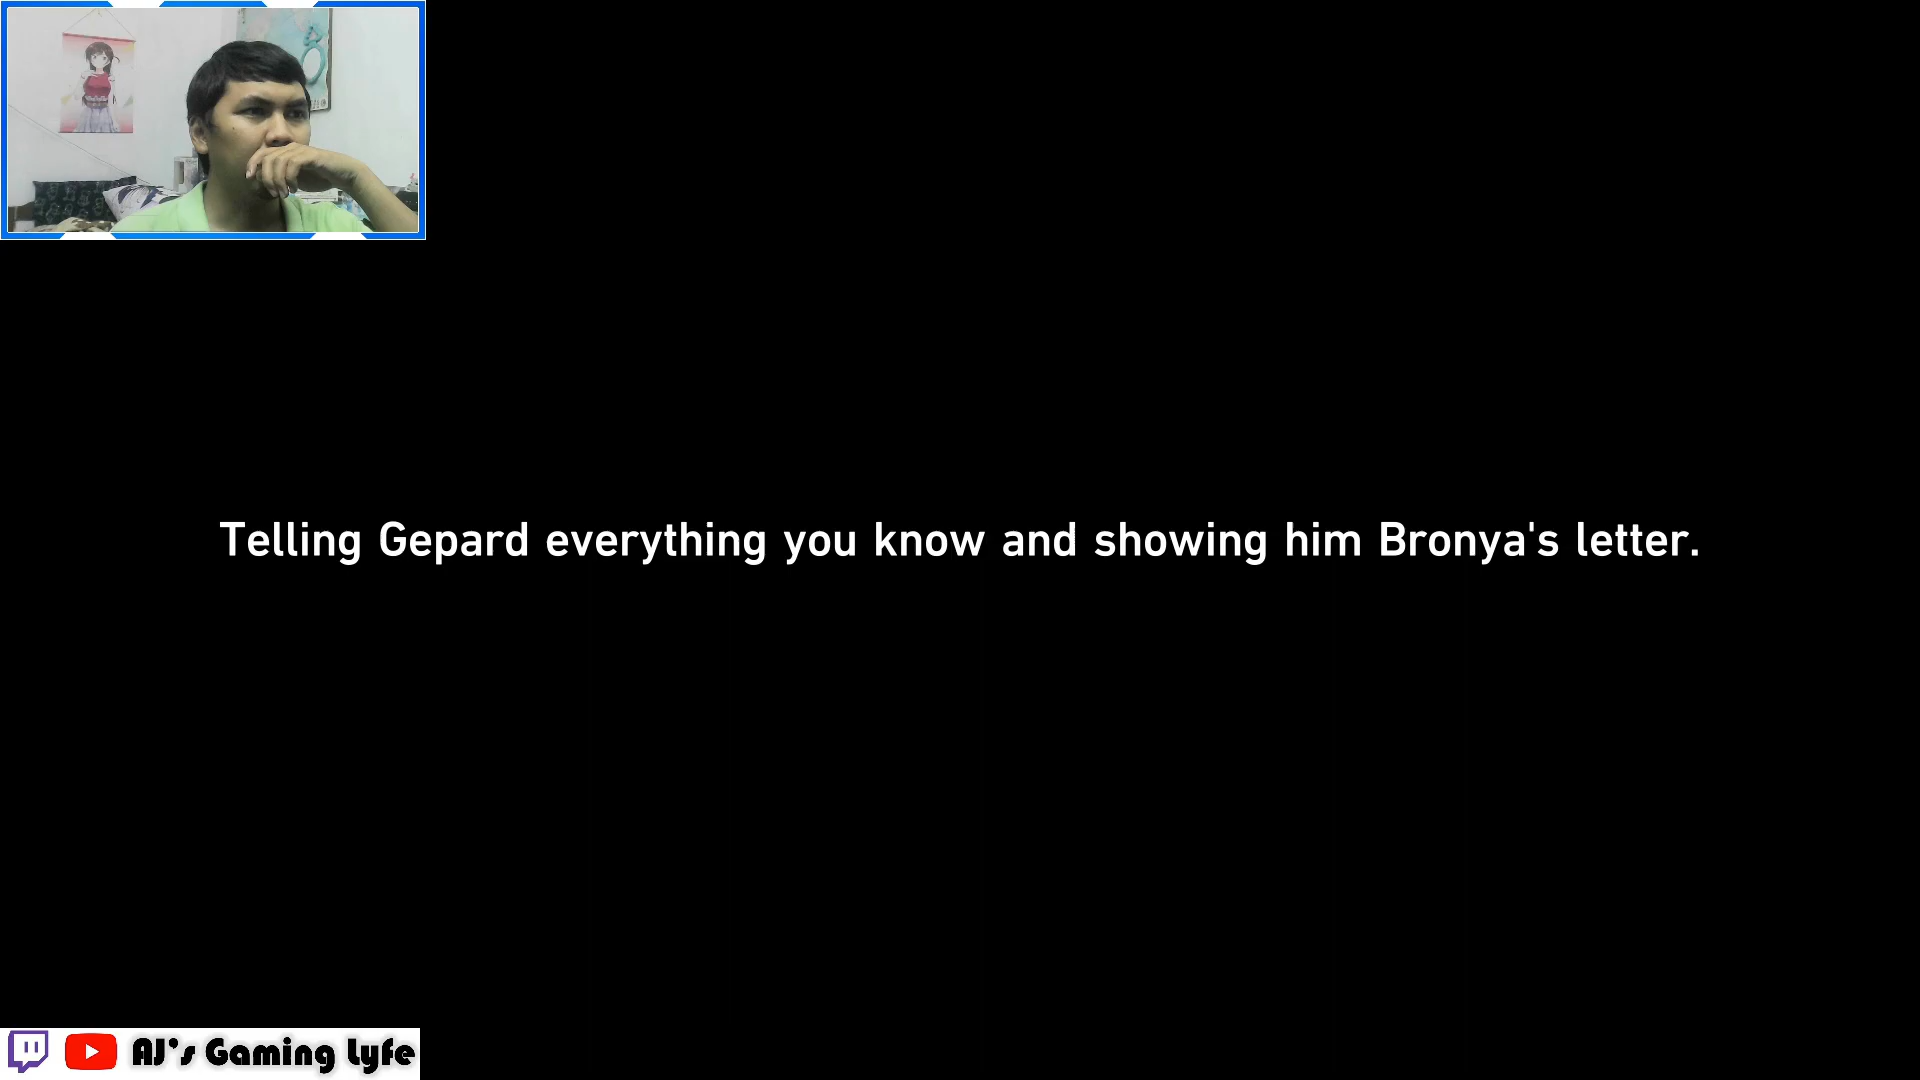 Telling Gepard everything you know and showing him Bronya's letter.
AJ's Gaming Lyfe